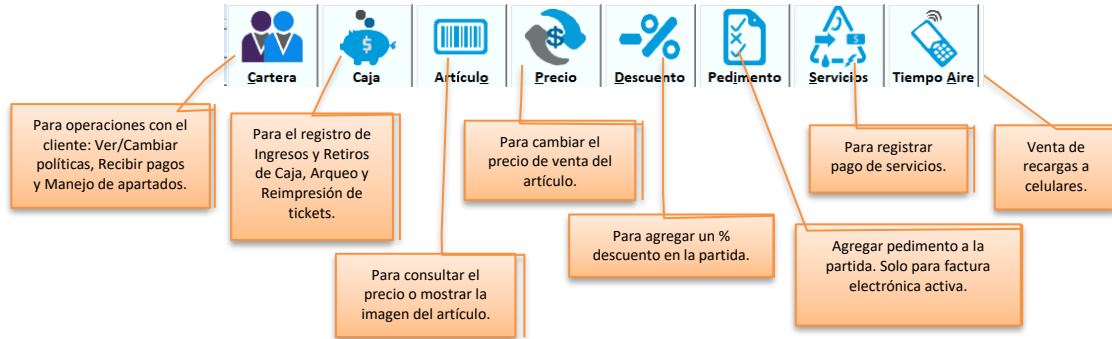 Cartera
Caja
Artículo
Precio
Descuento
Pedimento
Servicios
Tiempo Aire
Para operaciones con el
cliente: Ver/Cambiar
políticas, Recibir pagos
y Manejo de apartados.
Para el registro de
Ingresos y Retiros
de Caja, Arqueo y
Reimpresión de
tickets.
Para consultar el
precio o mostrar la
imagen del artículo.
Para cambiar el
precio de venta del
artículo.
Para agregar un %
descuento en la partida.
Agregar pedimento a la
partida. Solo para factura
electrónica activa.
Para registrar
pago de servicios.
Venta de
recargas a
celulares.